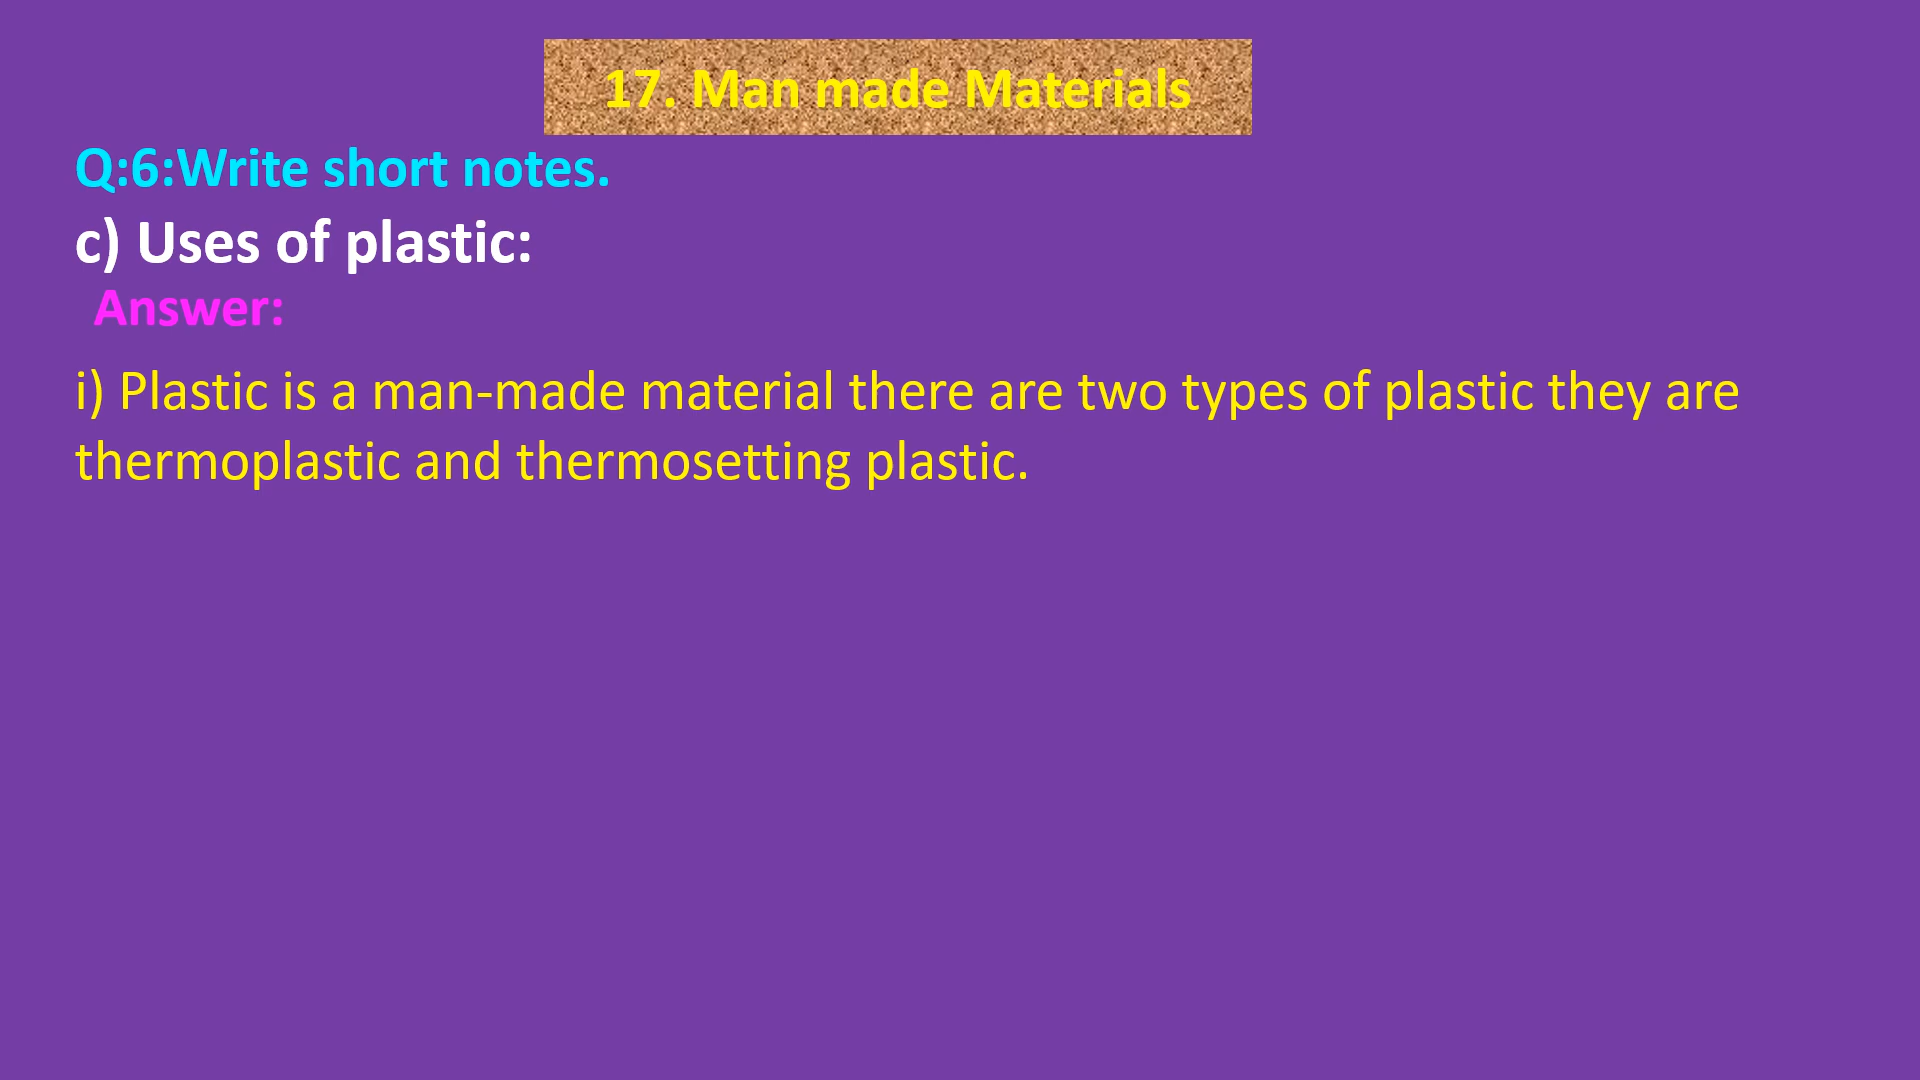 17. Man made Materials
Q:6:Write short notes.
c) Uses of plastic:
Answer:
i) Plastic is a man-made material there are two types of plastic they are
thermoplastic and thermosetting plastic.